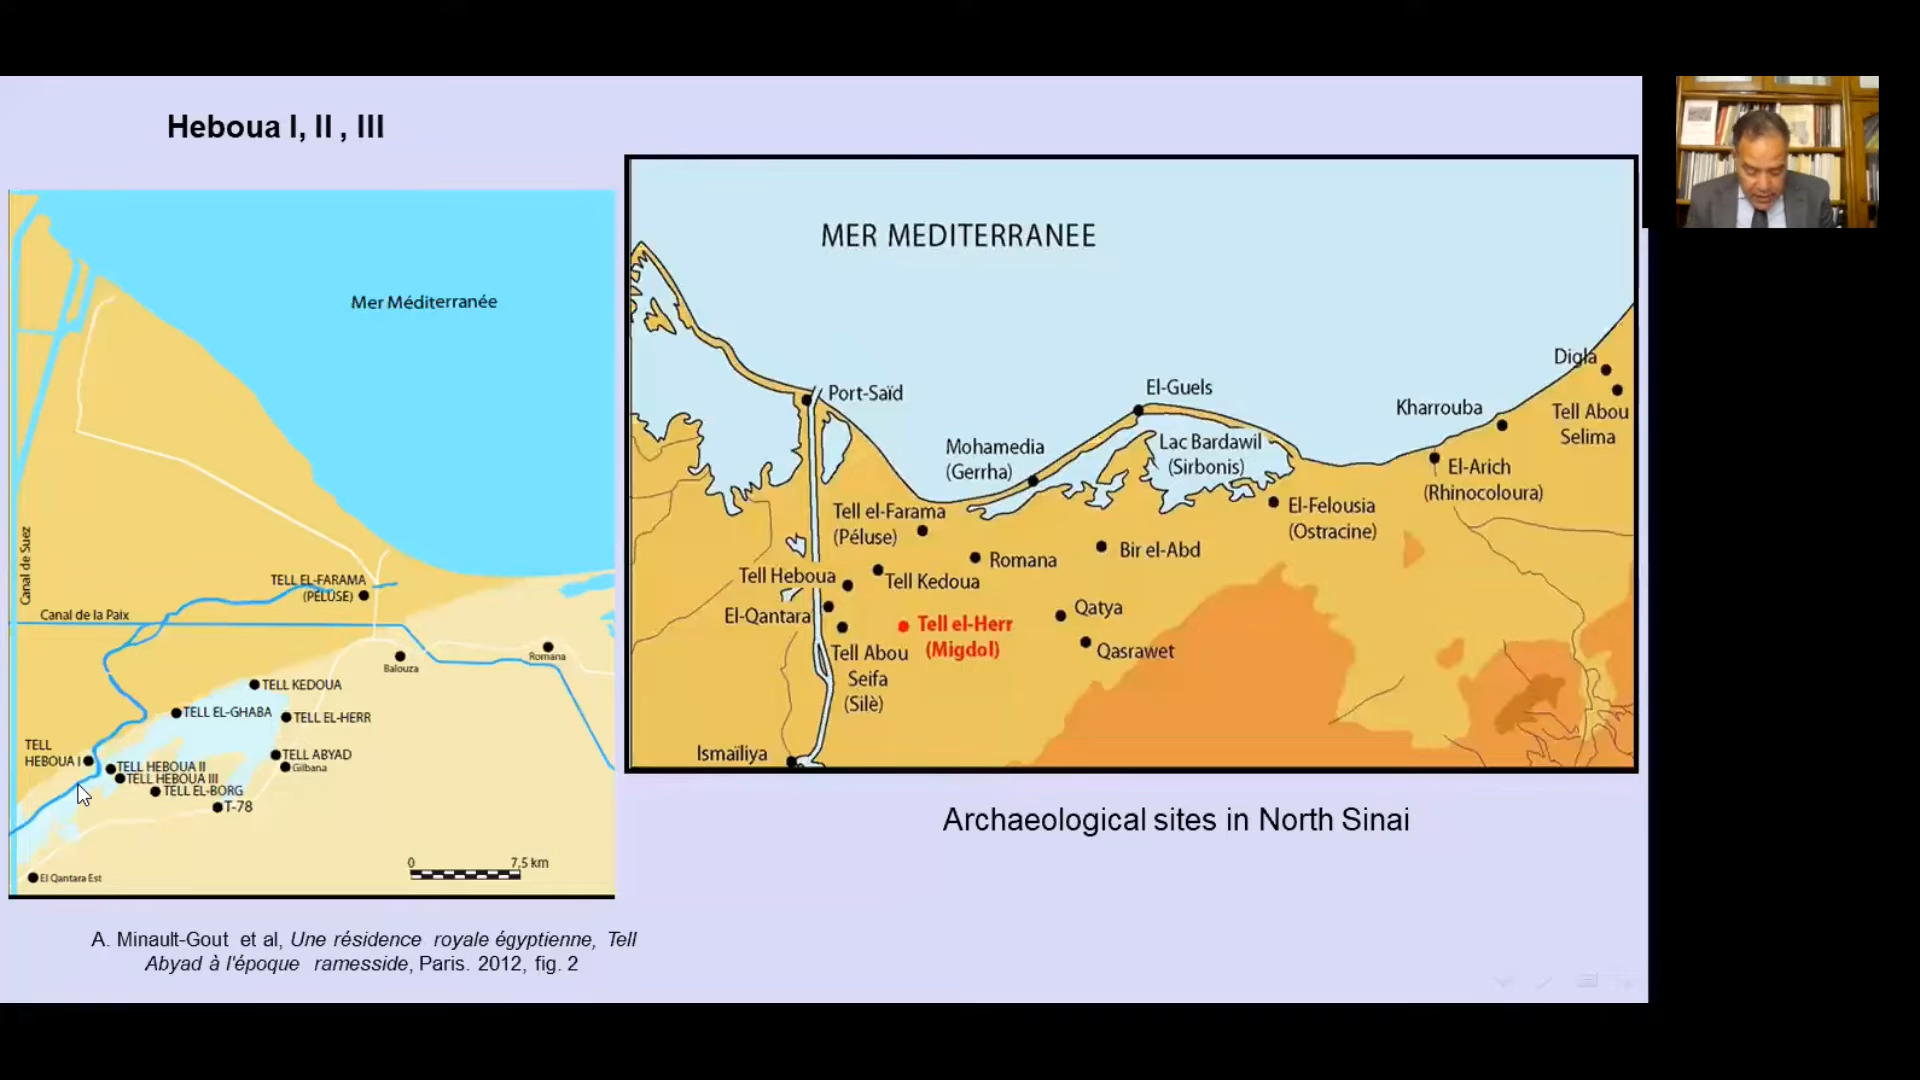 Heboua I, II , III
Mer Méditerranée
Canal de Suez
TELL EL-FARAMA
(PÉLUSE)
Canal de la Paix
Balouza
Romana
TELL KEDOUA
TELL EL-GHABA
TELL EL-HERR
TELL
HEBOUA I
TELL HEBOUA II
TELL HEBOUA III
TELL EL-BORG
TELL ABYAD
Gilbana
T-78
0 7,5 km
El Qantara Est
A. Minault-Gout et al, Une résidence royale égyptienne, Tell
Abyad à l'époque ramesside, Paris. 2012, fig. 2
MER MEDITERRANEE
Port-Saïd
El-Guels
Mohamedia
(Gerrha)
Lac Bardawil
(Sirbonis)
Digla
Tell Abou
Selima
Kharrouba
El-Arich
(Rhinocoloura)
El-Felousia
(Ostracine)
Tell el-Farama
(Péluse)
Romana
Bir el-Abd
Tell Heboua
Tell Kedoua
El-Qantara
Tell el-Herr
(Migdol)
Qatya
Qasrawet
Tell Abou
Seifa
(Silè)
Ismaïliya
Archaeological sites in North Sinai